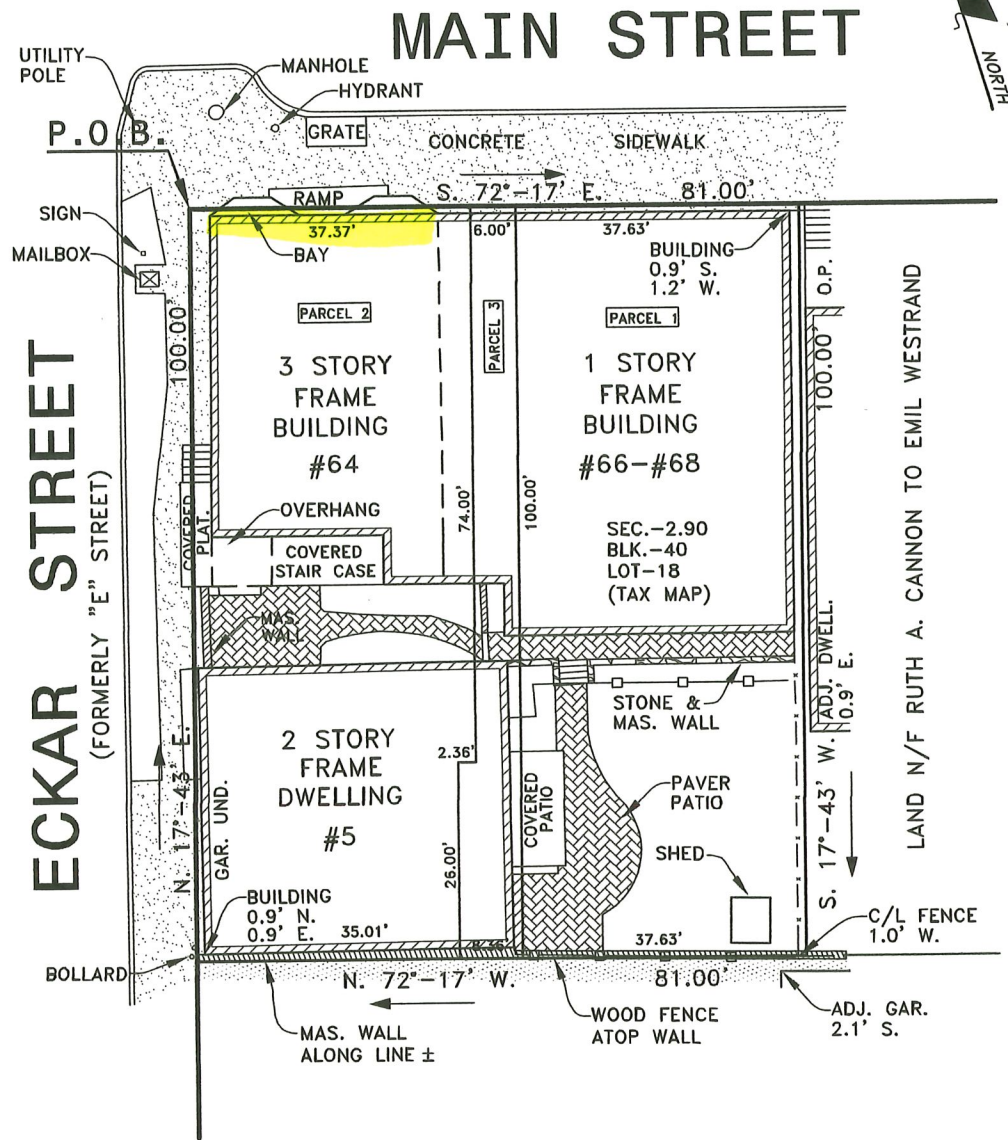 MAIN STREET
NORTH
UTILITY
POLE
MANHOLE
HYDRANT
P.O.B.
GRATE
CONCRETE SIDEWALK
RAMP
S. 72°-17' E. 81.00'
SIGN
MAILBOX
37.37'
6.00'
37.63'
BAY
BUILDING
0.9' S.
1.2' W.
O.P.
100.00'
PARCEL 2
PARCEL 3
PARCEL 1
3 STORY
FRAME
BUILDING
#64
1 STORY
FRAME
BUILDING
#66-#68
100.00'
ECKAR STREET
(FORMERLY "E" STREET)
LAND N/F RUTH A. CANNON TO EMIL WESTRAND
74.00'
100.00'
SEC.-2.90
BLK.-40
LOT-18
(TAX MAP)
OVERHANG
COVERED
PLAT.
COVERED
STAIR CASE
MAS.
WALL
STONE &
MAS. WALL
ADJ. DWELL.
0.9' E.
2 STORY
FRAME
DWELLING
#5
2.36'
26.00'
COVERED
PATIO
PAVER
PATIO
SHED
N. 17°-43' E.
GAR. UND.
S. 17°-43' W.
BUILDING
0.9' N.
0.9' E.
35.01'
8.36'
37.63'
C/L FENCE
1.0' W.
BOLLARD
N. 72°-17' W. 81.00'
MAS. WALL
ALONG LINE ±
WOOD FENCE
ATOP WALL
ADJ. GAR.
2.1' S.